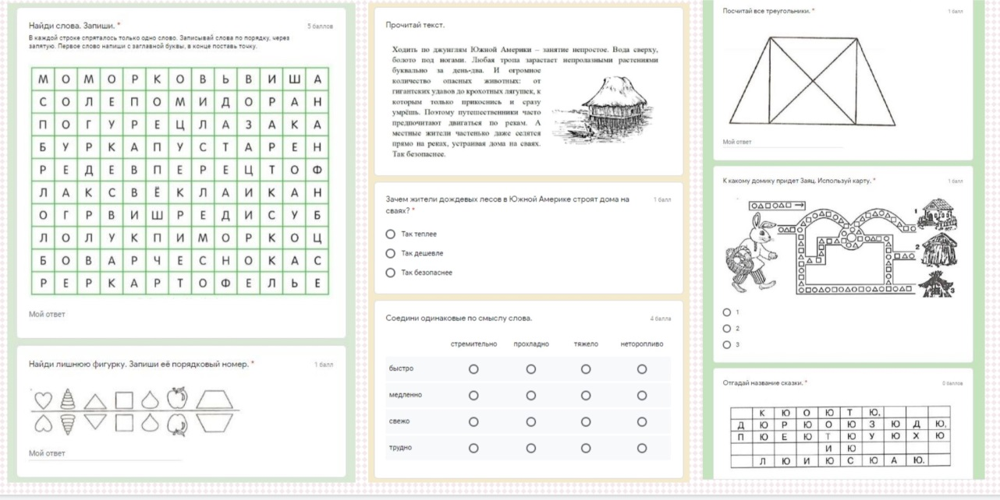 Найди слова. Запиши. *
5 баллов
В каждой строке спряталось только одно слово. Записывай слова по порядку, через
запятую. Первое слово напиши с заглавной буквы, в конце поставь точку.
М О М О Р К О В Ь В И Ш А
С О Л Е П О М И Д О Р А Н
П О Г У Р Е Ц Л А З А К А
Б У Р К А П У С Т А Р Е Н
Р Е Д Е В П Е Р Е Ц Т О Ф
Л А К С В Ё К Л А И К А Н
О Г Р В И Ш Р Е Д И С У Б
Л О Л У К П И М О Р К О Ц
Б О В А Р Ч Е С Н О К А С
Р Е Р К А Р Т О Ф Е Л Ь Е
Мой ответ
Найди лишнюю фигурку. Запиши её порядковый номер. *
1 балл
Мой ответ
Прочитай текст.
Ходить по джунглям Южной Америки – занятие непростое. Вода сверху,
болото под ногами. Любая тропа зарастает непролазными растениями
буквально за день-два. И огромное
количество опасных животных: от
гигантских удавов до крохотных лягушек, к
которым только прикоснись и сразу
умрёшь. Поэтому путешественники часто
предпочитают двигаться по рекам. А
местные жители частенько даже селятся
прямо на реках, устраивая дома на сваях.
Так безопаснее.
Зачем жители дождевых лесов в Южной Америке строят дома на
сваях? *
1 балл
Так теплее
Так дешевле
Так безопаснее
Соедини одинаковые по смыслу слова.
4 балла
стремительно прохладно тяжело неторопливо
быстро
медленно
свежо
трудно
Посчитай все треугольники. *
1 балл
Мой ответ
К какому домику придет Заяц. Используй карту. *
1 балл
1
2
3
1
2
3
Отгадай название сказки. *
0 баллов
К Ю О Ю Т Ю,
Д Ю Р Ю О Ю З Ю Д Ю,
П Ю Е Ю Т Ю У Ю Х Ю
И Ю
Л Ю И Ю С Ю А Ю.